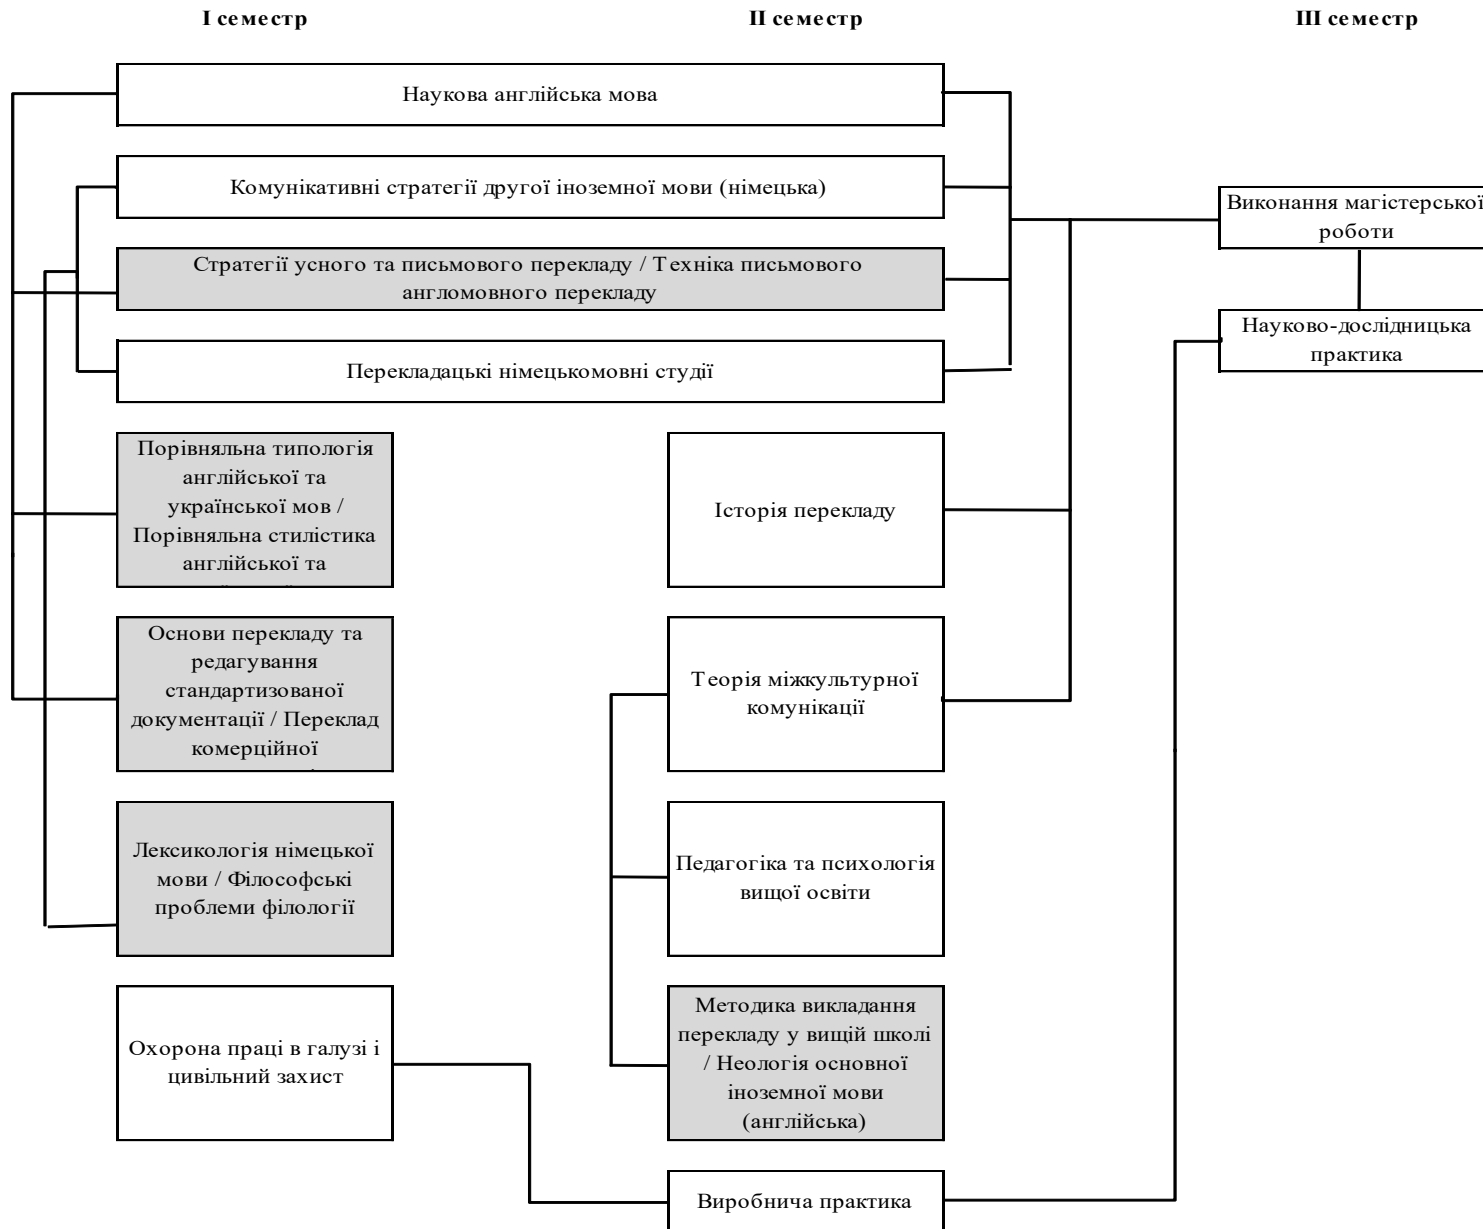 I семестр
II семестр
III семестр
Наукова англійська мова
Комунікативні стратегії другої іноземної мови (німецька)
Виконання магістерської
роботи
Стратегії усного та письмового перекладу / Техніка письмового
англомовного перекладу
Науково-дослідницька
практика
Перекладацькі німецькомовні студії
Порівняльна типологія
англійської та
української мов /
Порівняльна стилістика
англійської та
Історія перекладу
Основи перекладу та
редагування
стандартизованої
документації / Переклад
комерційної
Теорія міжкультурної
комунікації
Лексикологія німецької
мови / Філософські
проблеми філології
Педагогіка та психологія
вищої освіти
Охорона праці в галузі і
цивільний захист
Методика викладання
перекладу у вищій школі
/ Неологія основної
іноземної мови
(англійська)
Виробнича практика